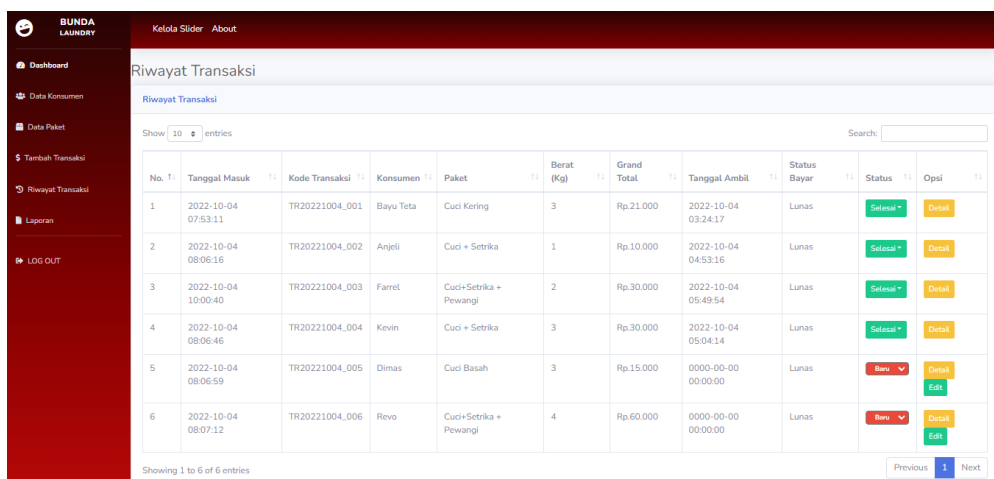 BUNDA
LAUNDRY
Kelola Slider About
Dashboard
Data Konsumen
Data Paket
$ Tambah Transaksi
Riwayat Transaksi
Laporan
LOG OUT
Riwayat Transaksi
Riwayat Transaksi
Show 10 entries
Search:
No. Tanggal Masuk Kode Transaksi Konsumen Paket Berat (Kg) Grand Total Tanggal Ambil Status Bayar Status Opsi
1 2022-10-04 07:53:11 TR20221004_001 Bayu Teta Cuci Kering 3 Rp.21.000 2022-10-04 03:24:17 Lunas Selesai Detail
2 2022-10-04 08:06:16 TR20221004_002 Anjeli Cuci + Setrika 1 Rp.10.000 2022-10-04 04:53:16 Lunas Selesai Detail
3 2022-10-04 10:00:40 TR20221004_003 Farrel Cuci+Setrika + Pewangi 2 Rp.30.000 2022-10-04 05:49:54 Lunas Selesai Detail
4 2022-10-04 08:06:46 TR20221004_004 Kevin Cuci + Setrika 3 Rp.30.000 2022-10-04 05:04:14 Lunas Selesai Detail
5 2022-10-04 08:06:59 TR20221004_005 Dimas Cuci Basah 3 Rp.15.000 0000-00-00 00:00:00 Lunas Baru Detail Edit
6 2022-10-04 08:07:12 TR20221004_006 Revo Cuci+Setrika + Pewangi 4 Rp.60.000 0000-00-00 00:00:00 Lunas Baru Detail Edit
Showing 1 to 6 of 6 entries
Previous 1 Next